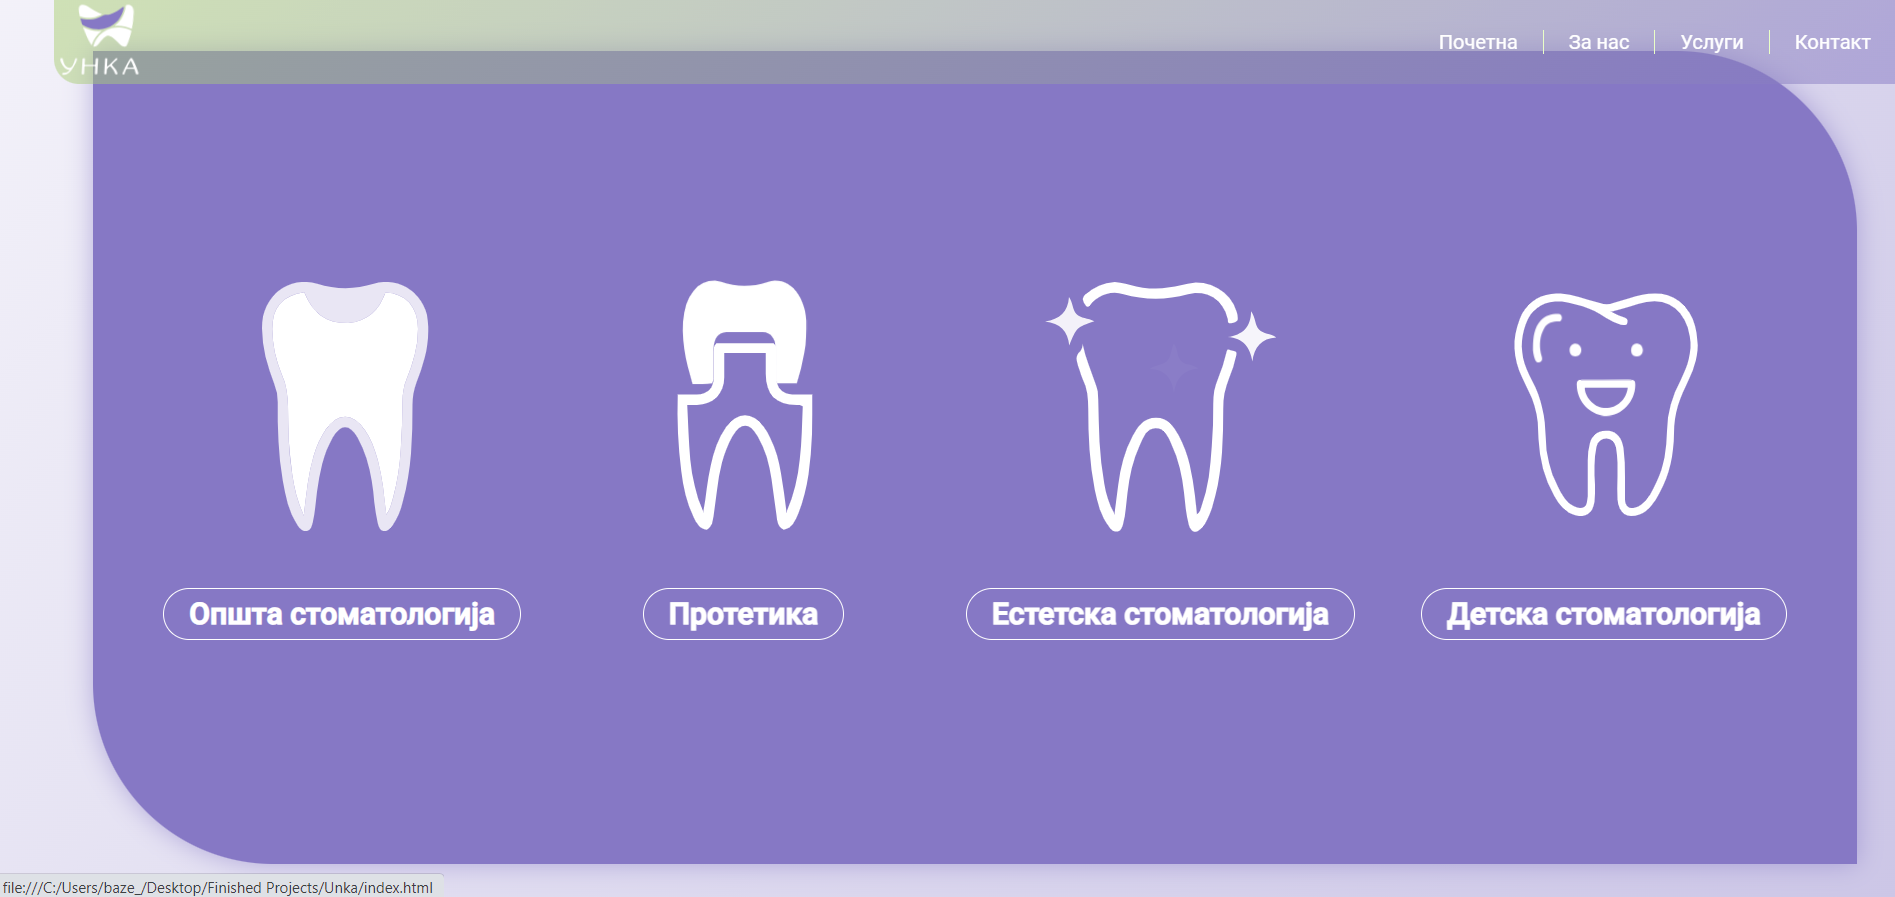 УНКА
Почетна
За нас
Услуги
Контакт
Општа стоматологија
Протетика
Естетска стоматологија
Детска стоматологија
file:///C:/Users/baze_/Desktop/Finished Projects/Unka/index.html